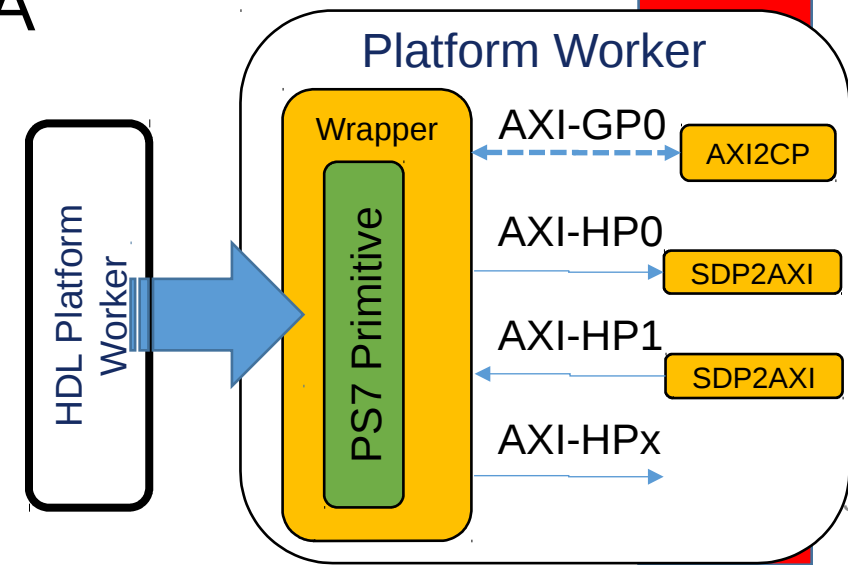 A
Platform Worker
HDL Platform
Worker
Wrapper
PS7 Primitive
AXI-GP0
AXI2CP
AXI-HP0
SDP2AXI
AXI-HP1
SDP2AXI
AXI-HPx